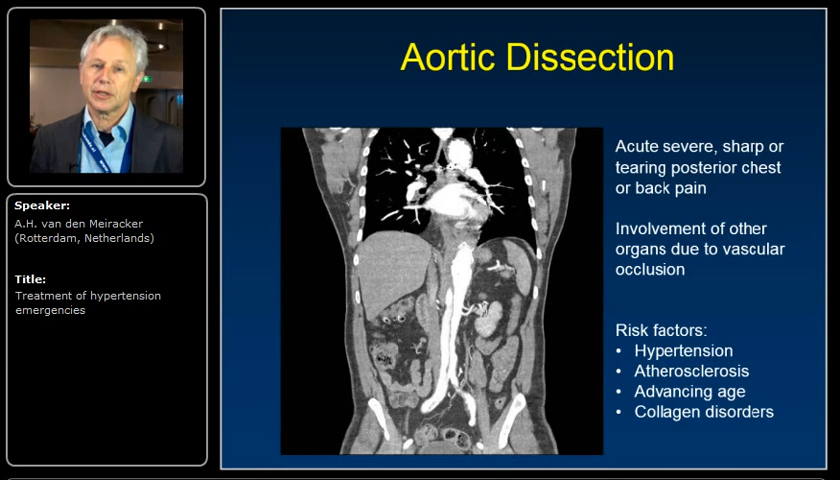 Aortic Dissection
Acute severe, sharp or
tearing posterior chest
or back pain
Involvement of other
organs due to vascular
occlusion
Risk factors:
• Hypertension
• Atherosclerosis
• Advancing age
• Collagen disorders
Speaker:
A.H. van den Meiracker
(Rotterdam, Netherlands)
Title:
Treatment of hypertension
emergencies